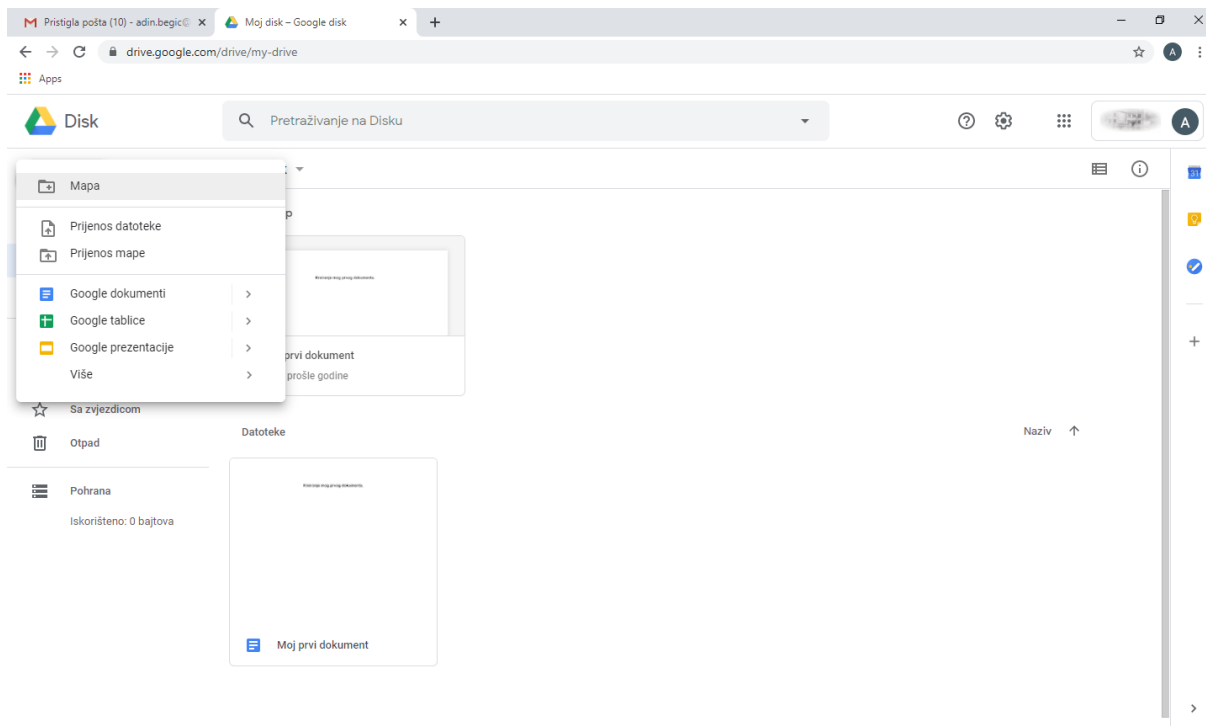 Pristigla pošta (10) - adin.begic@
Moj disk – Google disk
drive.google.com/drive/my-drive
A
Apps
Disk
Pretraživanje na Disku
A
Mapa
31
Prijenos datoteke
Prijenos mape
Google dokumenti
Google tablice
Google prezentacije
prvi dokument
Više
prošle godine
Sa zvjezdicom
Datoteke
Naziv
Otpad
Pohrana
Iskorišteno: 0 bajtova
Moj prvi dokument